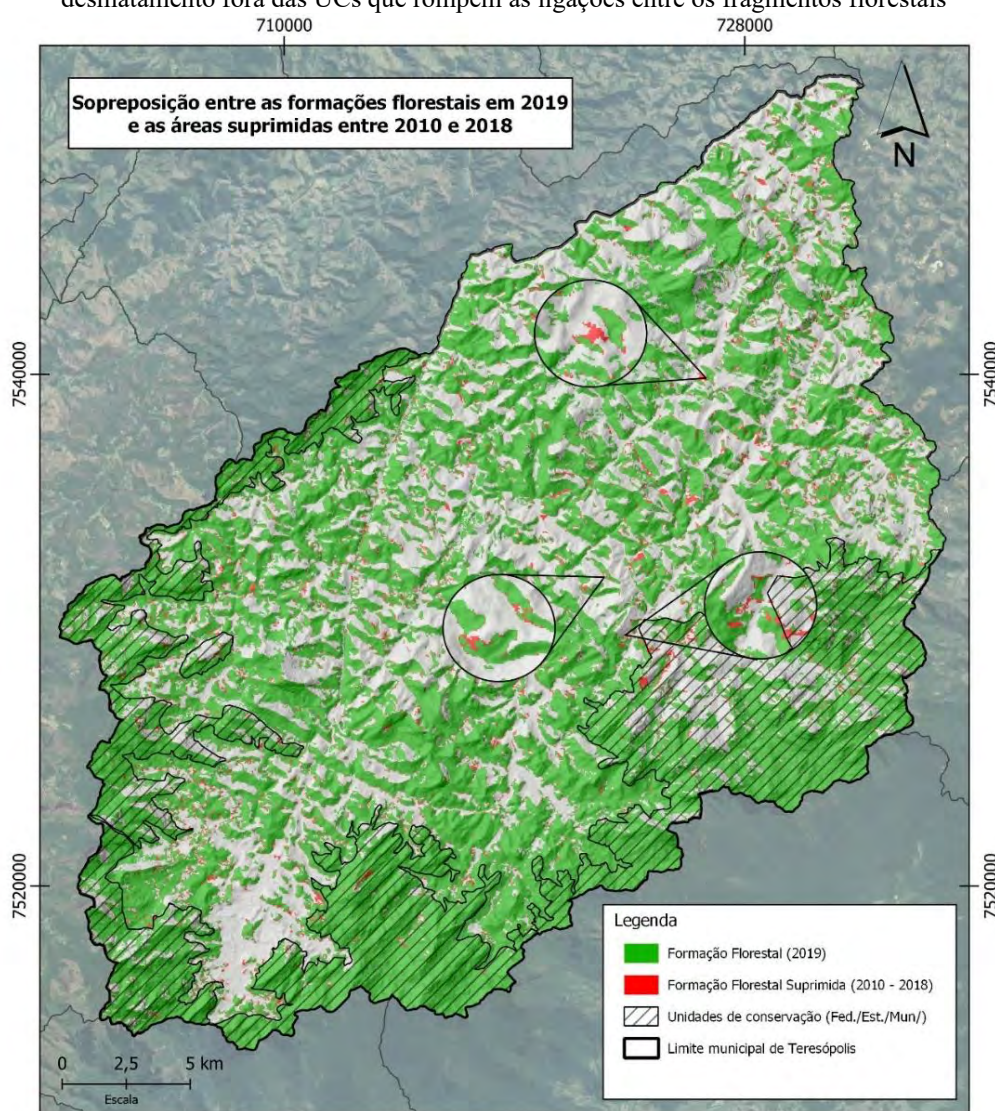 desmatamento fora das UCs que rompem as ligações entre os fragmentos florestais
710000
728000
Sopreposição entre as formações florestais em 2019
e as áreas suprimidas entre 2010 e 2018
N
7540000
7540000
7520000
7520000
Legenda
Formação Florestal (2019)
Formação Florestal Suprimida (2010 - 2018)
Unidades de conservação (Fed./Est./Mun/)
Limite municipal de Teresópolis
0 2,5 5 km
Escala